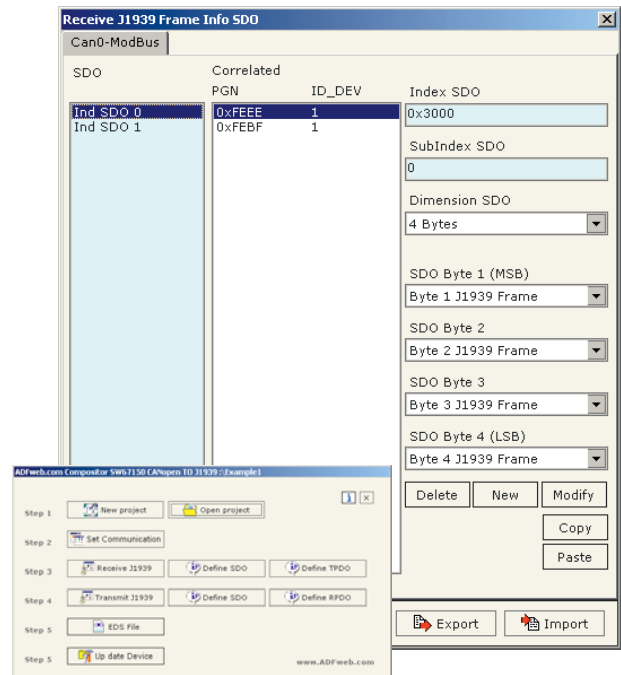 Receive J1939 Frame Info SDO
Can0-ModBus
SDO
Correlated
PGN ID_DEV
Ind SDO 0 0xFEEE 1
Ind SDO 1 0xFEBF 1
Index SDO
0x3000
SubIndex SDO
0
Dimension SDO
4 Bytes
SDO Byte 1 (MSB)
Byte 1 J1939 Frame
SDO Byte 2
Byte 2 J1939 Frame
SDO Byte 3
Byte 3 J1939 Frame
SDO Byte 4 (LSB)
Byte 4 J1939 Frame
Delete New Modify
Copy
Paste
Export Import
ADFweb.com Compositor SW67150 CANopen TO J1939 :\Example1
Step 1 New project Open project
Step 2 Set Communication
Step 3 Receive J1939 Define SDO Define TPDO
Step 4 Transmit J1939 Define SDO Define RPDO
Step 5 EDS File
Step 5 Up date Device
www.ADFweb.com